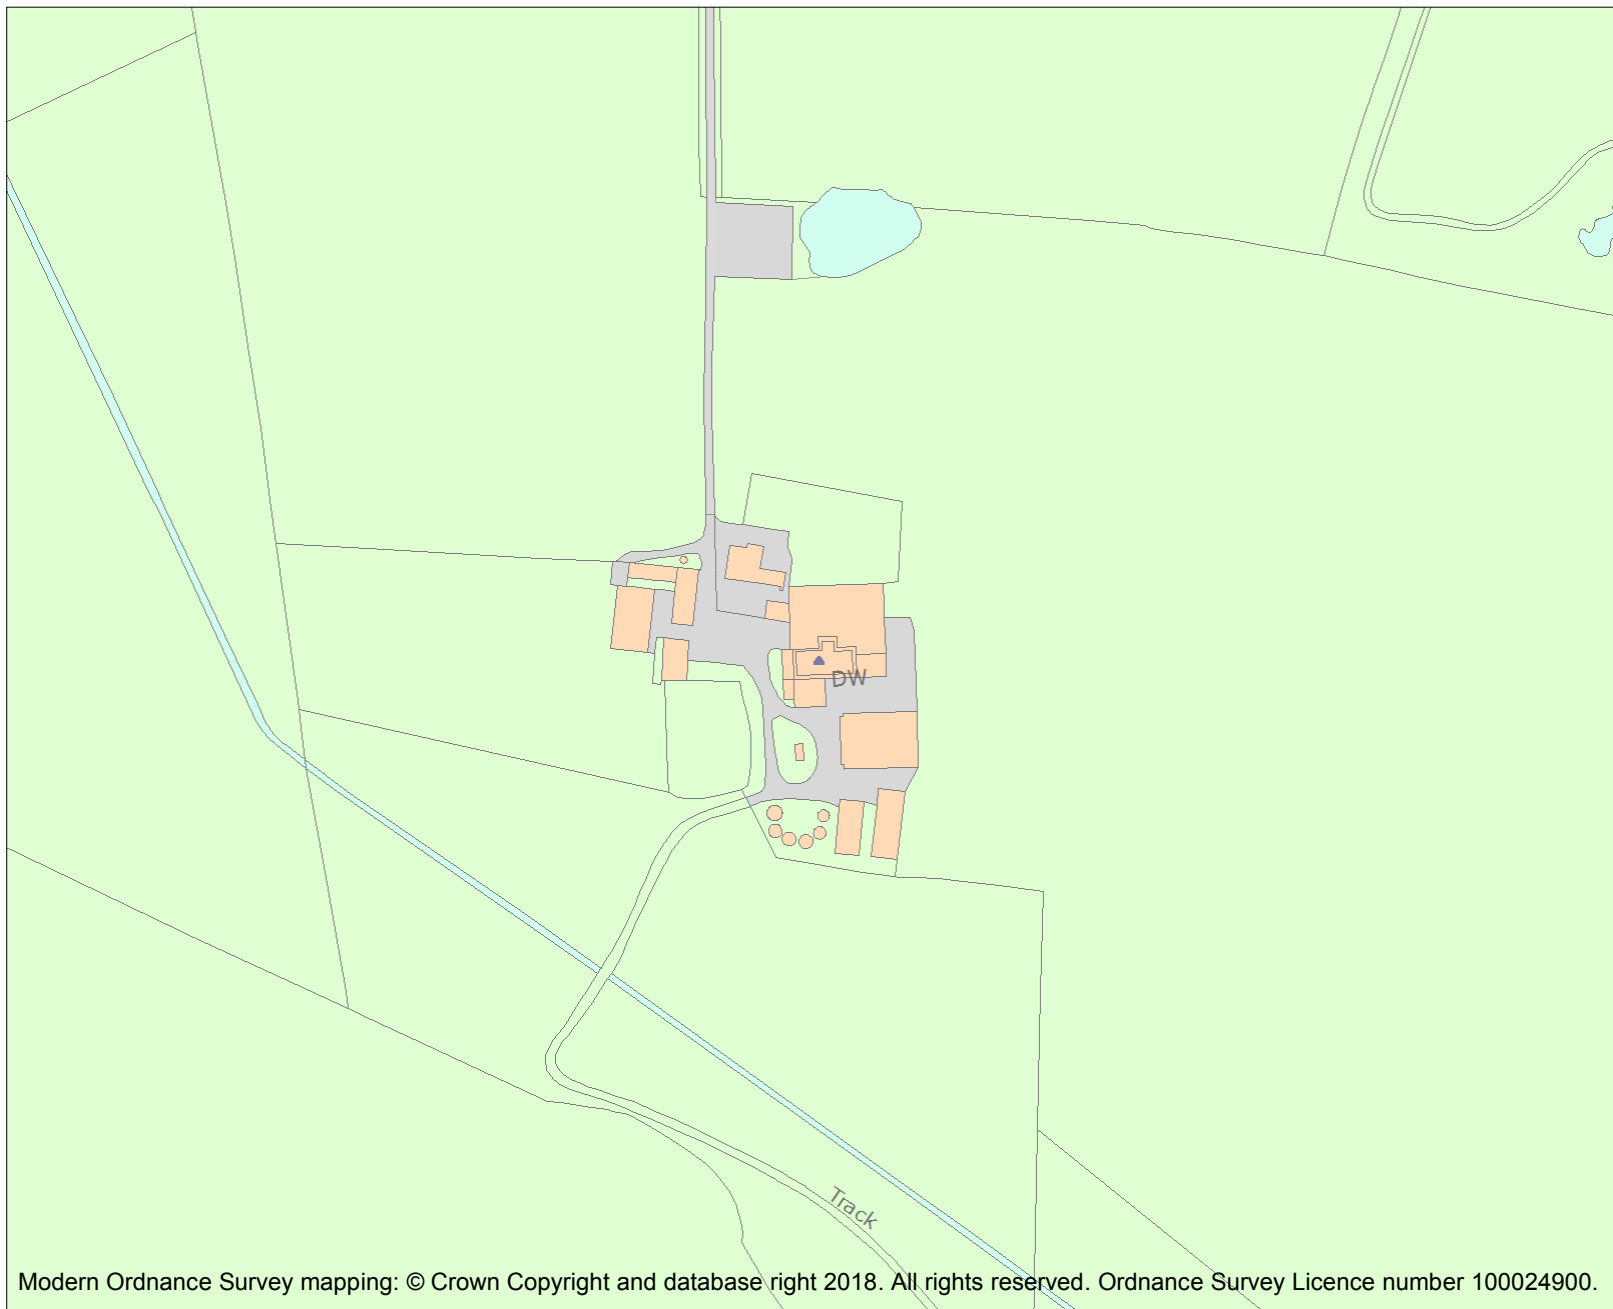 DW
Track
Modern Ordnance Survey mapping: © Crown Copyright and database right 2018. All rights reserved. Ordnance Survey Licence number 100024900.